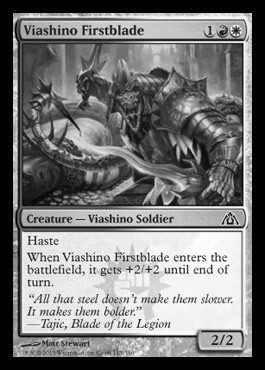 Viashino Firstblade 1
Creature — Viashino Soldier
Haste
When Viashino Firstblade enters the
battlefield, it gets +2/+2 until end of
turn.
“All that steel doesn't make them slower.
It makes them bolder.”
—Tajic, Blade of the Legion
Matt Stewart
2/2